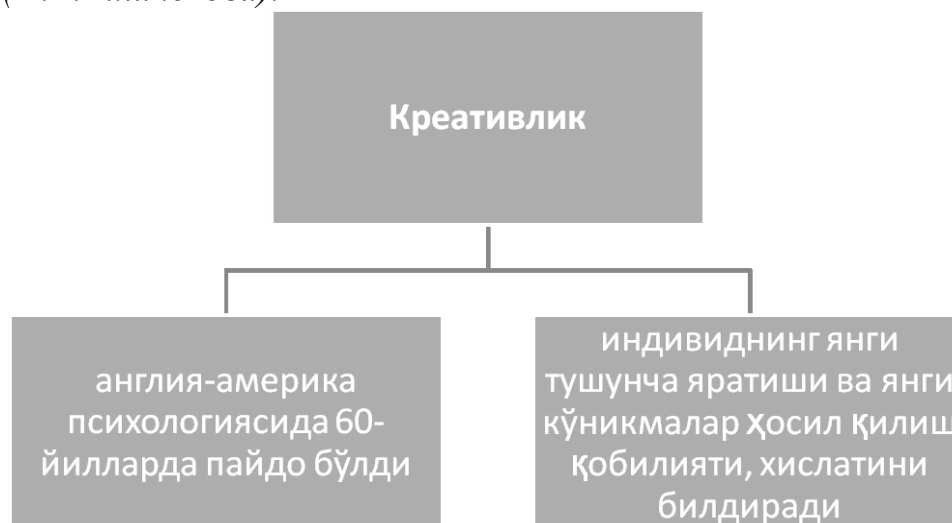 Креативлик
англия-америка
психологиясида 60-
йилларда пайдо бўлди
индивиднинг янги
тушунча яратиши ва янги
кўникмалар ҳосил қилиш
қобилияти, хислатини
билдиради